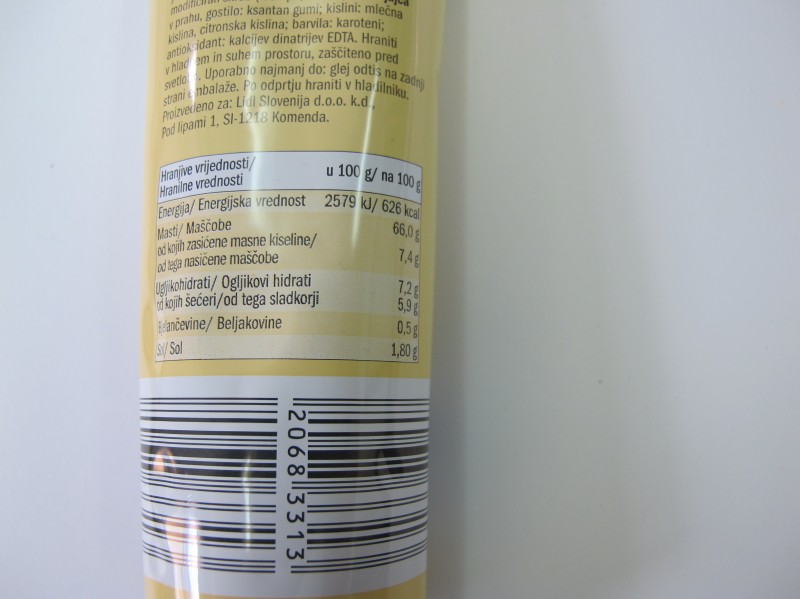 v prahu, gostilo: ksantan gumi; kislini: mlečna
kislina, citronska kislina; barvila: karoteni;
antioksidant: kalcijev dinatrijev EDTA. Hraniti
v hladnem in suhem prostoru, zaščiteno pred
svetlobo. Uporabno najmanj do: glej odtis na zadnji
strani embalaže. Po odprtju hraniti v hladilniku.
Proizvedeno za: Lidl Slovenija d.o.o. k.d.,
Pod lipami 1, SI-1218 Komenda.
Hranjive vrijednosti/
Hranilne vrednosti u 100 g/ na 100 g
Energija/ Energijska vrednost 2579 kJ/ 626 kcal
Masti/ Maščobe 66,0 g
od kojih zasićene masne kiseline/
od tega nasičene maščobe 7,4 g
Ugljikohidrati/ Ogljikovi hidrati 7,2 g
od kojih šećeri/od tega sladkorji 5,9 g
Bjelančevine/ Beljakovine 0,5 g
Sol/ Sol 1,80 g
2068 3313